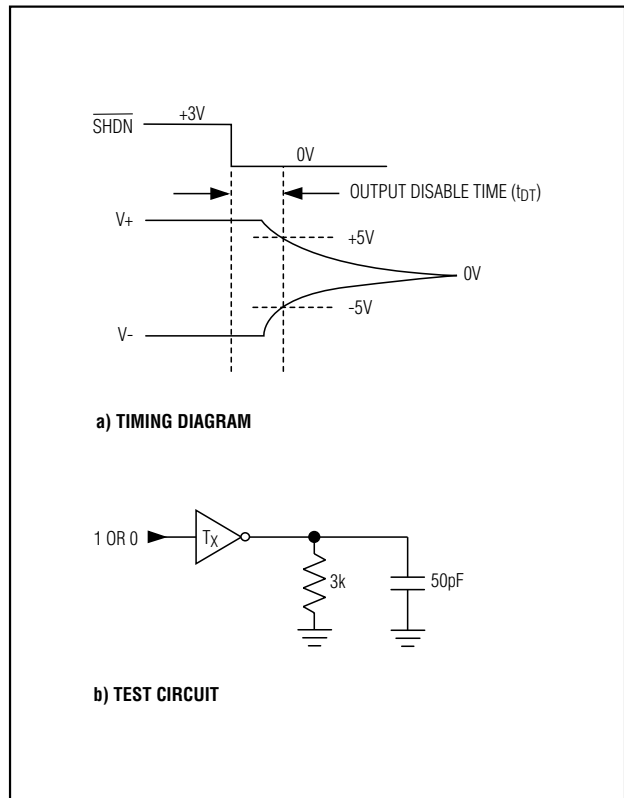 +3V
SHDN
0V
OUTPUT DISABLE TIME (tDT)
V+
+5V
0V
-5V
V-
a) TIMING DIAGRAM
1 OR 0
TX
3k
50pF
b) TEST CIRCUIT